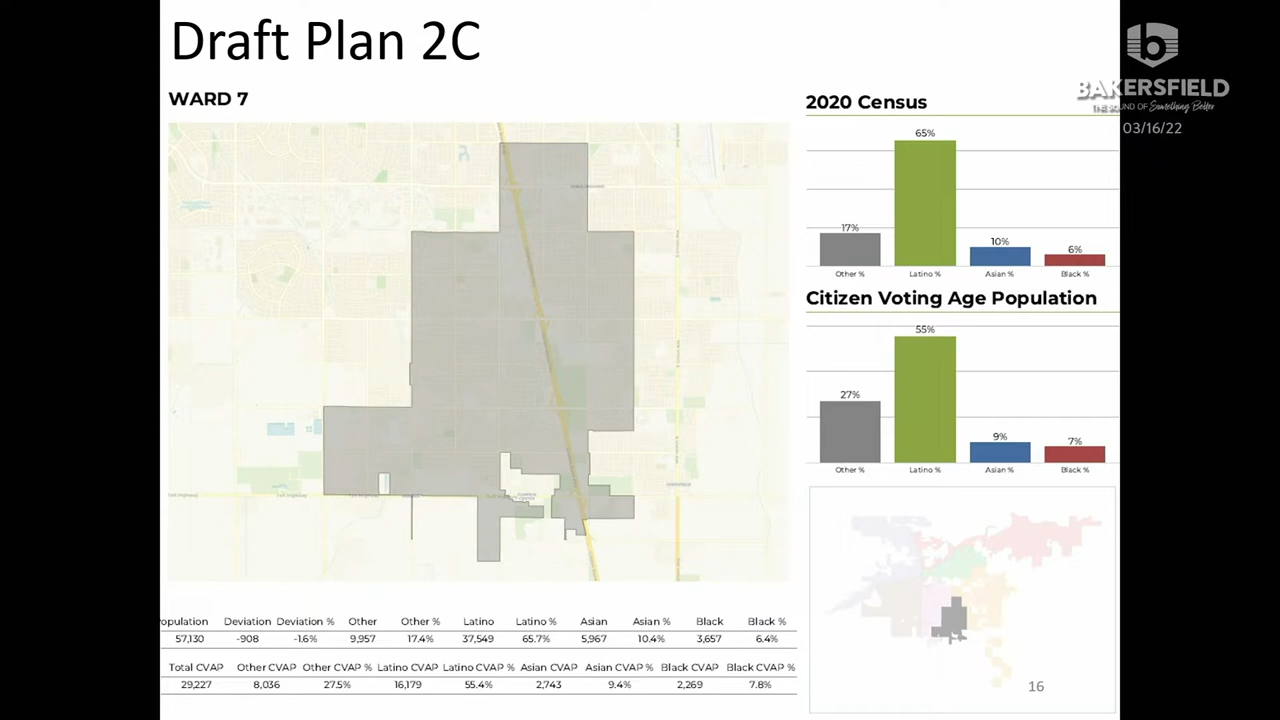 Draft Plan 2C
WARD 7
BAKERSFIELD
THE SOUND OF Something Better
03/16/22
2020 Census
65%
17%
10%
6%
Other %
Latino %
Asian %
Black %
Citizen Voting Age Population
55%
27%
9%
7%
Other %
Latino %
Asian %
Black %
opulation Deviation Deviation % Other Other % Latino Latino % Asian Asian % Black Black %
57,130 -908 -1.6% 9,957 17.4% 37,549 65.7% 5,967 10.4% 3,657 6.4%
Total CVAP Other CVAP Other CVAP % Latino CVAP Latino CVAP % Asian CVAP Asian CVAP % Black CVAP Black CVAP %
29,227 8,036 27.5% 16,179 55.4% 2,743 9.4% 2,269 7.8%
16